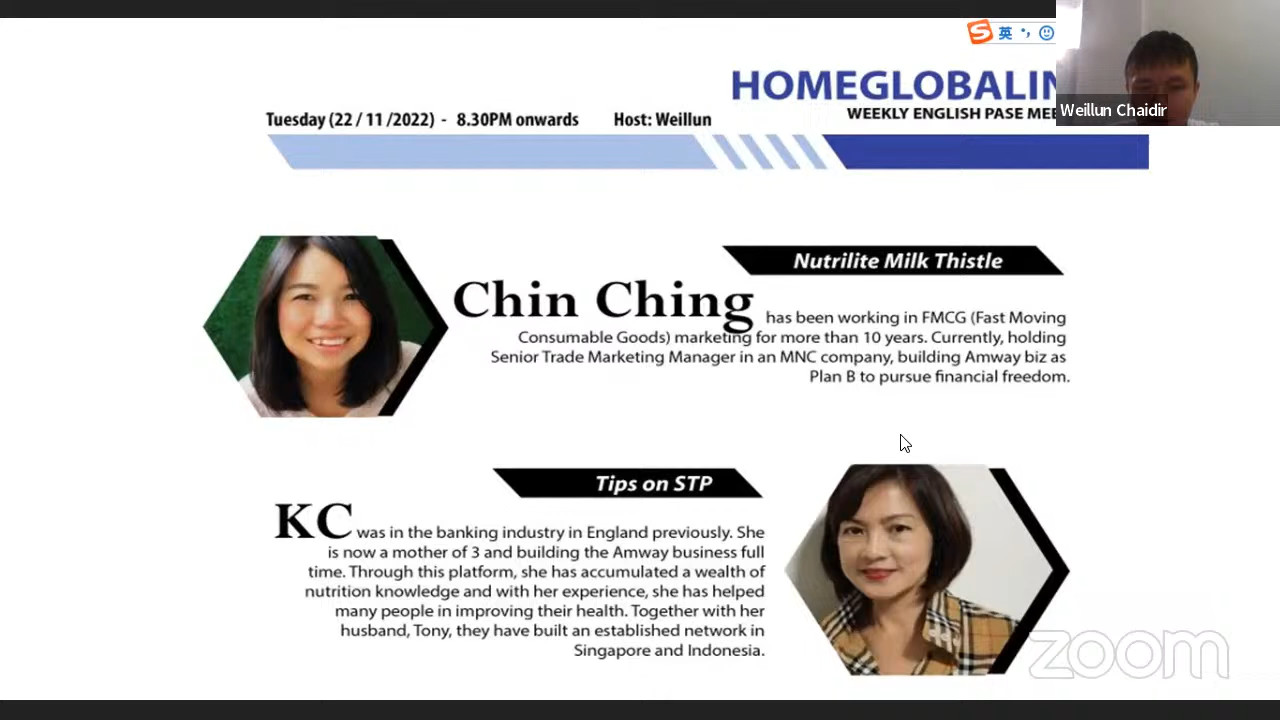 英
HOMEGLOBALIN
Weillun Chaidir
Tuesday (22 / 11 /2022) - 8.30PM onwards Host: Weillun
WEEKLY ENGLISH PASE MEE
Nutrilite Milk Thistle
Chin Ching has been working in FMCG (Fast Moving
Consumable Goods) marketing for more than 10 years. Currently, holding
Senior Trade Marketing Manager in an MNC company, building Amway biz as
Plan B to pursue financial freedom.
Tips on STP
KC was in the banking industry in England previously. She
is now a mother of 3 and building the Amway business full
time. Through this platform, she has accumulated a wealth of
nutrition knowledge and with her experience, she has helped
many people in improving their health. Together with her
husband, Tony, they have built an established network in
Singapore and Indonesia.
zoom